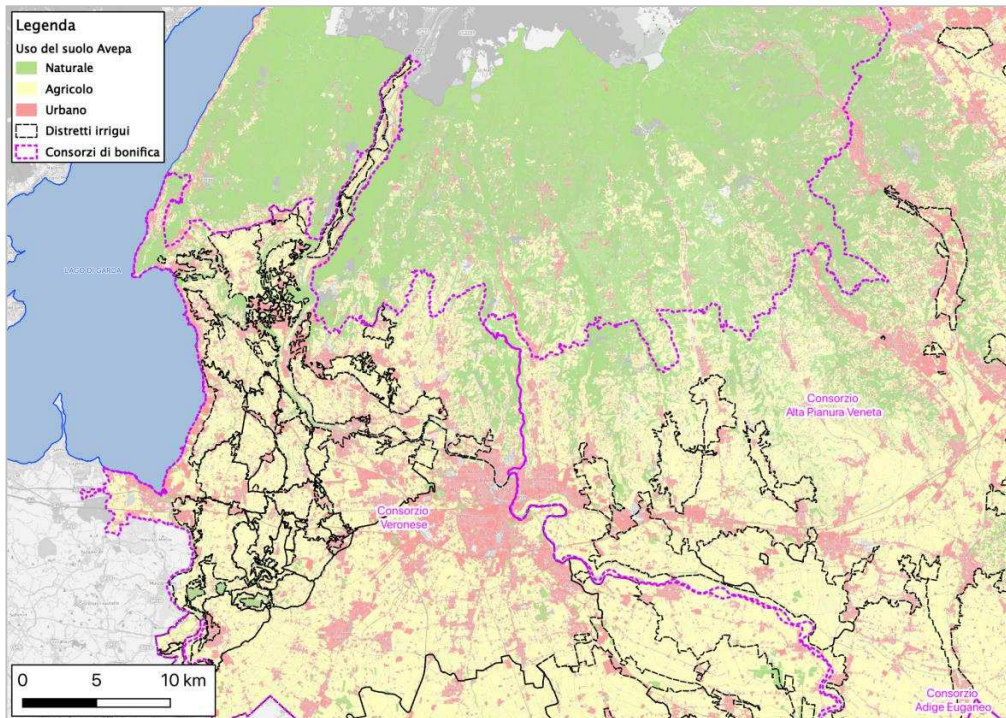 Legenda
Uso del suolo Avepa
Naturale
Agricolo
Urbano
Distretti irrigui
Consorzi di bonifica
LAGO DI GARDA
Consorzio
Alta Pianura Veneta
Consorzio
Veronese
0 5 10 km
Consorzio
Adige Euganeo